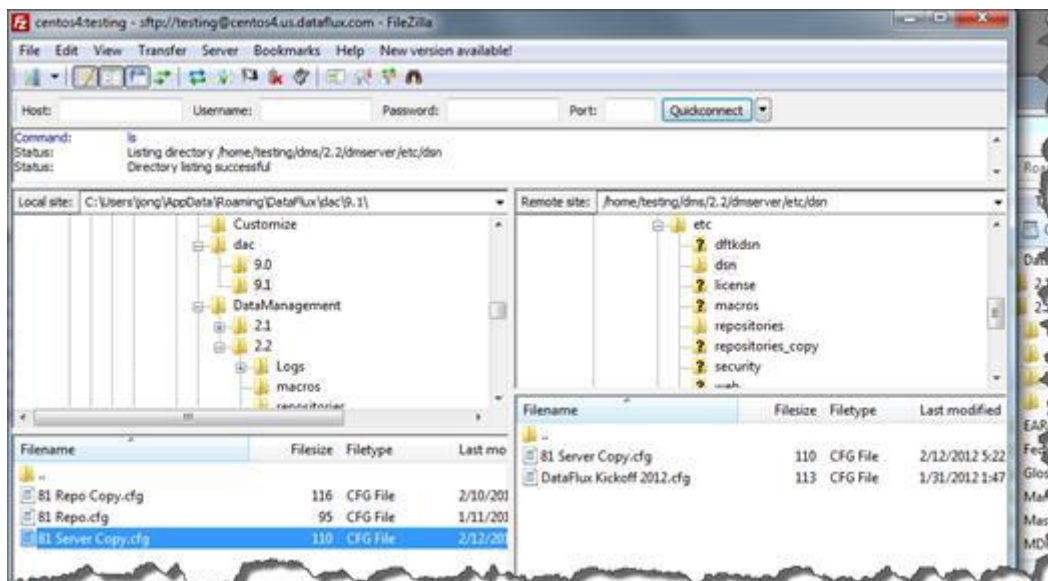 centos4:testing - sftp://testing@centos4.us.dataflux.com - FileZilla
File Edit View Transfer Server Bookmarks Help New version available!
Host: Username: Password: Port: Quickconnect
Command: ls
Status: Listing directory /home/testing/dms/2.2/dmserver/etc/dsn
Status: Directory listing successful
Local site: C:\Users\jong\AppData\Roaming\DataFlux\dac\9.1\
Customize
dac
9.0
9.1
DataManagement
2.1
2.2
Logs
macros
repositories
Filename Filesize Filetype Last mo
..
81 Repo Copy.cfg 116 CFG File 2/10/201
81 Repo.cfg 95 CFG File 1/11/201
81 Server Copy.cfg 110 CFG File 2/12/201
Remote site: /home/testing/dms/2.2/dmserver/etc/dsn
etc
dftkdsn
dsn
license
macros
repositories
repositories_copy
security
web
Filename Filesize Filetype Last modified
..
81 Server Copy.cfg 110 CFG File 2/12/2012 5:22
DataFlux Kickoff 2012.cfg 113 CFG File 1/31/2012 1:47
EAR
Glos
Mas